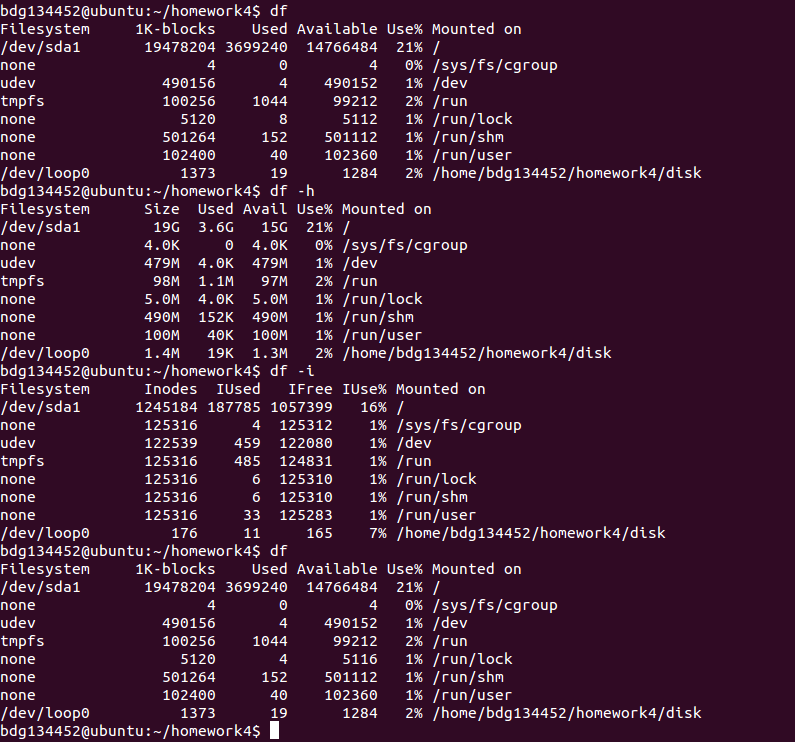 bdg134452@ubuntu:~/homework4$ df
Filesystem     1K-blocks    Used Available Use% Mounted on
/dev/sda1       19478204 3699240  14766484  21% /
none                   4       0         4   0% /sys/fs/cgroup
udev              490156       4    490152   1% /dev
tmpfs             100256    1044     99212   2% /run
none                5120       8      5112   1% /run/lock
none              501264     152    501112   1% /run/shm
none              102400      40    102360   1% /run/user
/dev/loop0          1373      19      1284   2% /home/bdg134452/homework4/disk
bdg134452@ubuntu:~/homework4$ df -h
Filesystem      Size  Used Avail Use% Mounted on
/dev/sda1        19G  3.6G   15G  21% /
none            4.0K     0  4.0K   0% /sys/fs/cgroup
udev            479M  4.0K  479M   1% /dev
tmpfs            98M  1.1M   97M   2% /run
none            5.0M  4.0K  5.0M   1% /run/lock
none            490M  152K  490M   1% /run/shm
none            100M   40K  100M   1% /run/user
/dev/loop0      1.4M   19K  1.3M   2% /home/bdg134452/homework4/disk
bdg134452@ubuntu:~/homework4$ df -i
Filesystem      Inodes  IUsed   IFree IUse% Mounted on
/dev/sda1      1245184 187785 1057399   16% /
none            125316      4  125312    1% /sys/fs/cgroup
udev            122539    459  122080    1% /dev
tmpfs           125316    485  124831    1% /run
none            125316      6  125310    1% /run/lock
none            125316      6  125310    1% /run/shm
none            125316     33  125283    1% /run/user
/dev/loop0         176     11     165    7% /home/bdg134452/homework4/disk
bdg134452@ubuntu:~/homework4$ df
Filesystem     1K-blocks    Used Available Use% Mounted on
/dev/sda1       19478204 3699240  14766484  21% /
none                   4       0         4   0% /sys/fs/cgroup
udev              490156       4    490152   1% /dev
tmpfs             100256    1044     99212   2% /run
none                5120       4      5116   1% /run/lock
none              501264     152    501112   1% /run/shm
none              102400      40    102360   1% /run/user
/dev/loop0          1373      19      1284   2% /home/bdg134452/homework4/disk
bdg134452@ubuntu:~/homework4$